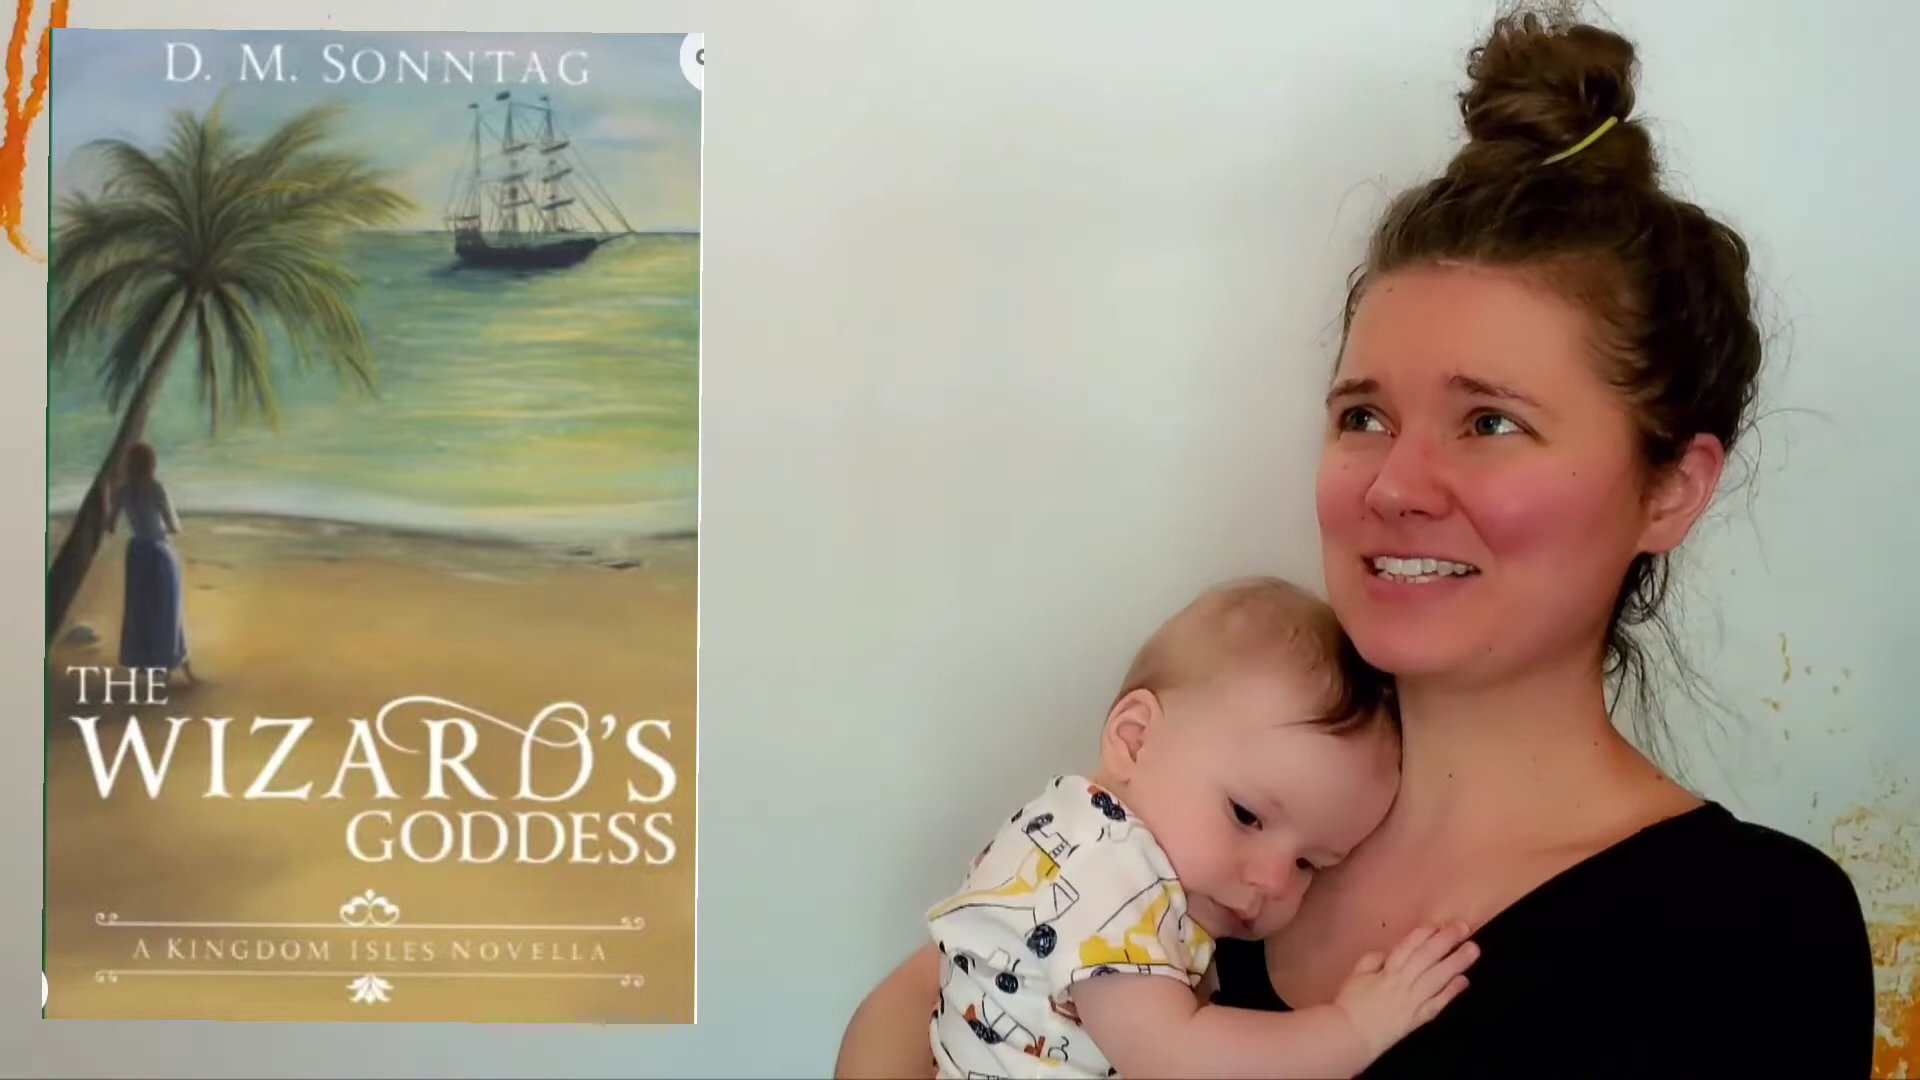 D. M. SONNTAG
THE
WIZARD'S
GODDESS
A KINGDOM ISLES NOVELLA